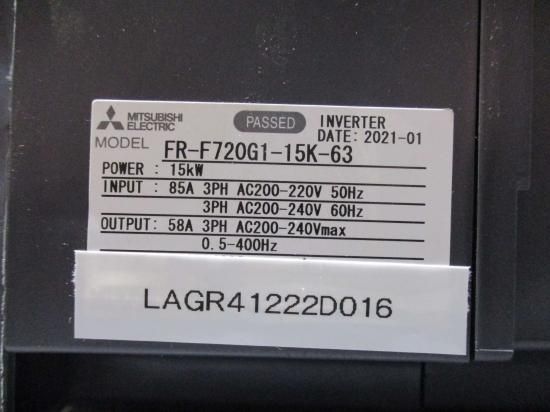 MITSUBISHI
ELECTRIC
PASSED
INVERTER
DATE: 2021-01
MODEL FR-F720G1-15K-63
POWER : 15kW
INPUT : 85A 3PH AC200-220V 50Hz
3PH AC200-240V 60Hz
OUTPUT: 58A 3PH AC200-240Vmax
0.5-400Hz
LAGR41222D016